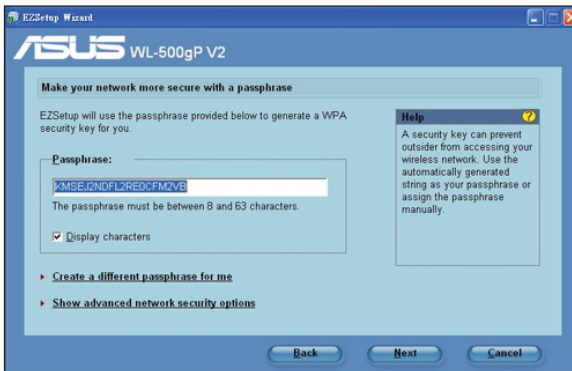 EZSetup Wizard
ASUS WL-500gP V2
Make your network more secure with a passphrase
EZSetup will use the passphrase provided below to generate a WPA
security key for you.
Passphrase:
KMSEJ2NDFL2RE0CFM2VB
The passphrase must be between 8 and 63 characters.
Display characters
Create a different passphrase for me
Show advanced network security options
Help
A security key can prevent
outsider from accessing your
wireless network. Use the
automatically generated
string as your passphrase or
assign the passphrase
manually.
Back Next Cancel